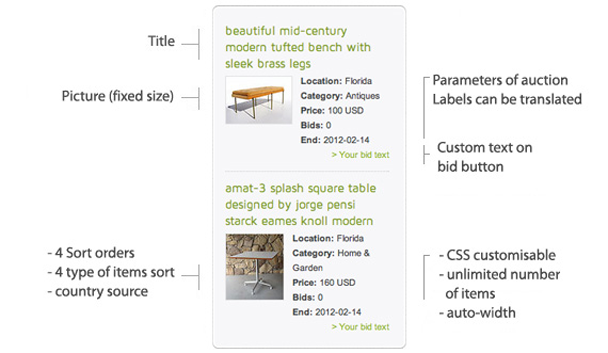 Title
Picture (fixed size)
- 4 Sort orders
- 4 type of items sort
- country source
beautiful mid-century
modern tufted bench with
sleek brass legs
Location: Florida
Category: Antiques
Price: 100 USD
Bids: 0
End: 2012-02-14
> Your bid text
amat-3 splash square table
designed by jorge pensi
starck eames knoll modern
Location: Florida
Category: Home &
Garden
Price: 160 USD
Bids: 0
End: 2012-02-14
> Your bid text
Parameters of auction
Labels can be translated
Custom text on
bid button
- CSS customisable
- unlimited number
of items
- auto-width